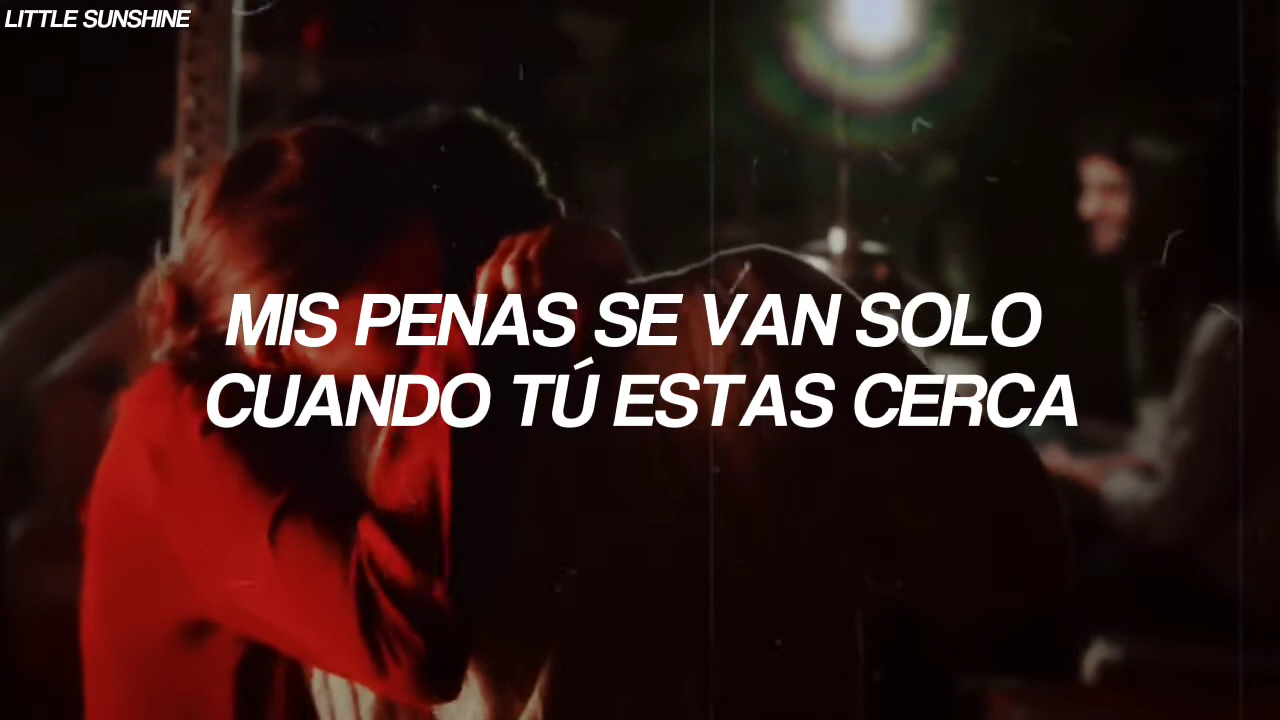 LITTLE SUNSHINE
MIS PENAS SE VAN SOLO
CUANDO TÚ ESTAS CERCA